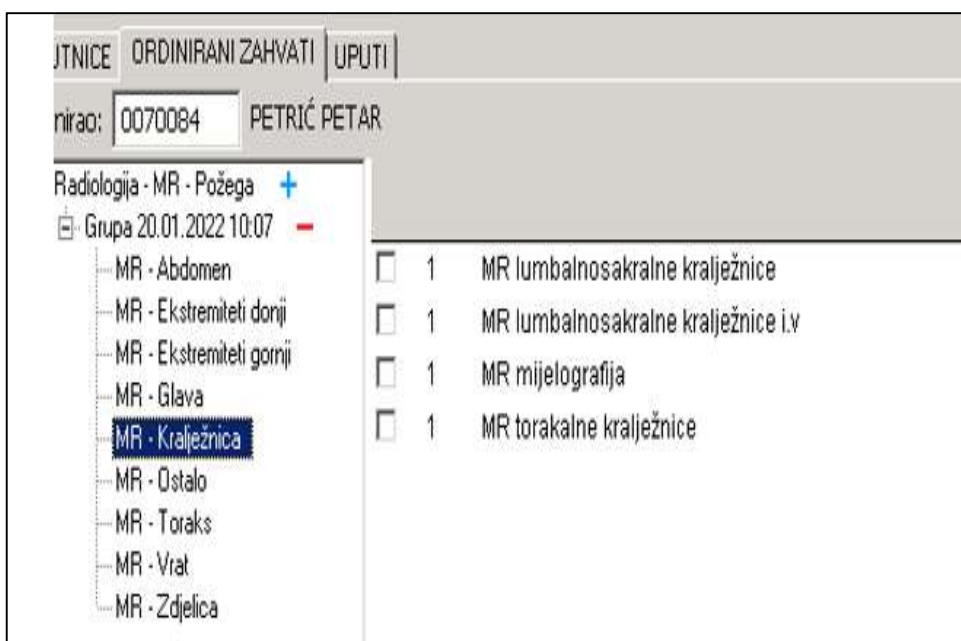 UTNICE ORDINIRANI ZAHVATI UPUTI
nirao: 0070084 PETRIĆ PETAR
Radiologija - MR - Požega +
Grupa 20.01.2022 10:07 –
MR - Abdomen
MR - Ekstremiteti donji
MR - Ekstremiteti gornji
MR - Glava
MR - Kralježnica
MR - Ostalo
MR - Toraks
MR - Vrat
MR - Zdjelica
1 MR lumbalnosakralne kralježnice
1 MR lumbalnosakralne kralježnice i.v
1 MR mijelografija
1 MR torakalne kralježnice